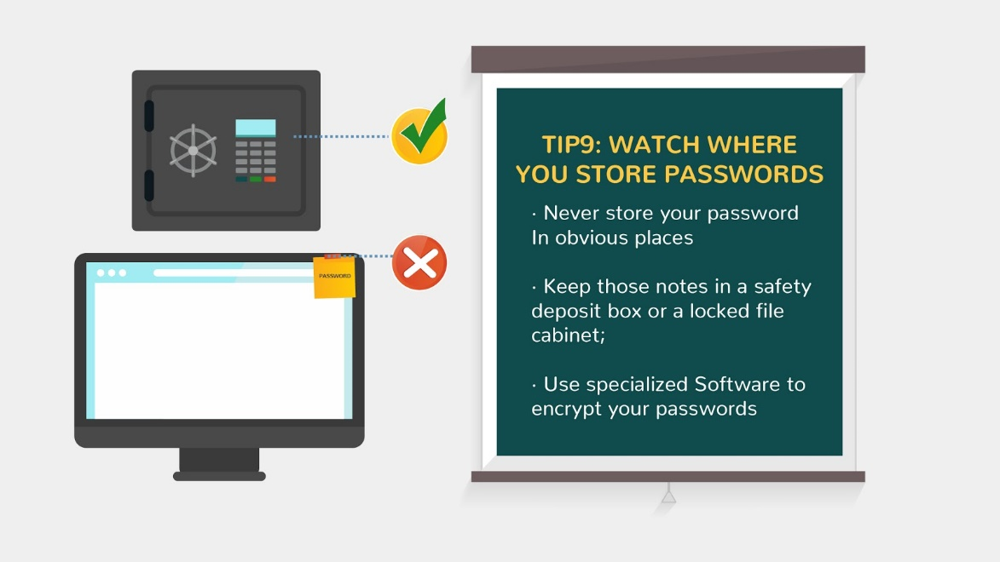 PASSWORD
TIP9: WATCH WHERE
YOU STORE PASSWORDS
· Never store your password
In obvious places
· Keep those notes in a safety
deposit box or a locked file
cabinet;
· Use specialized Software to
encrypt your passwords